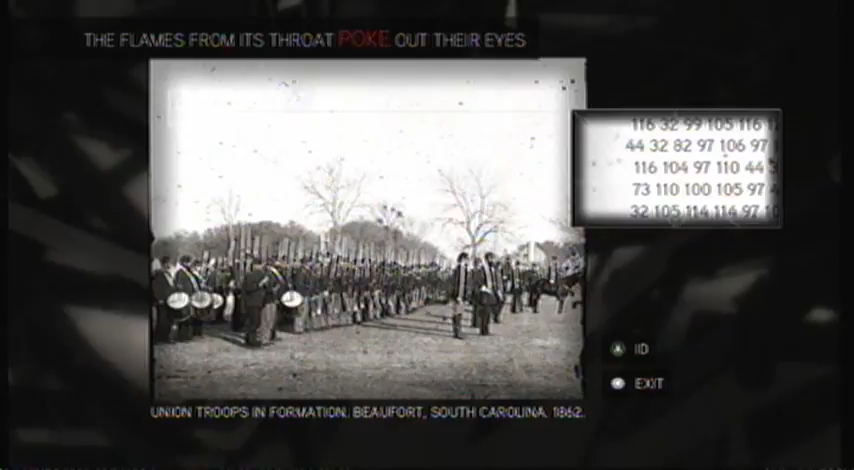 THE FLAMES FROM ITS THROAT POKE OUT THEIR EYES
116 32 99 105 116
44 32 82 97 106 97
116 104 97 110 44
73 110 100 105 97
32 105 114 114 97
UNION TROOPS IN FORMATION. BEAUFORT, SOUTH CAROLINA. 1862.
A IID
EXIT